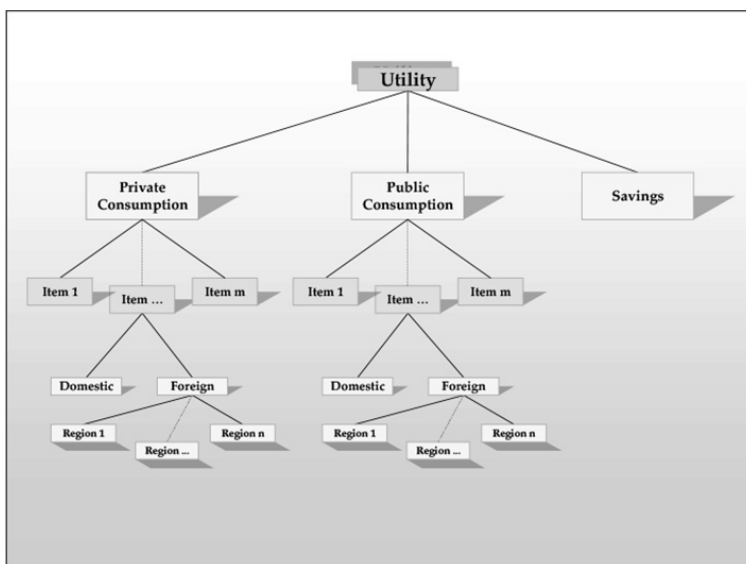 Utility
Private
Consumption
Public
Consumption
Savings
Item 1
Item ...
Item m
Item 1
Item ...
Item m
Domestic
Foreign
Domestic
Foreign
Region 1
Region ...
Region n
Region 1
Region ...
Region n